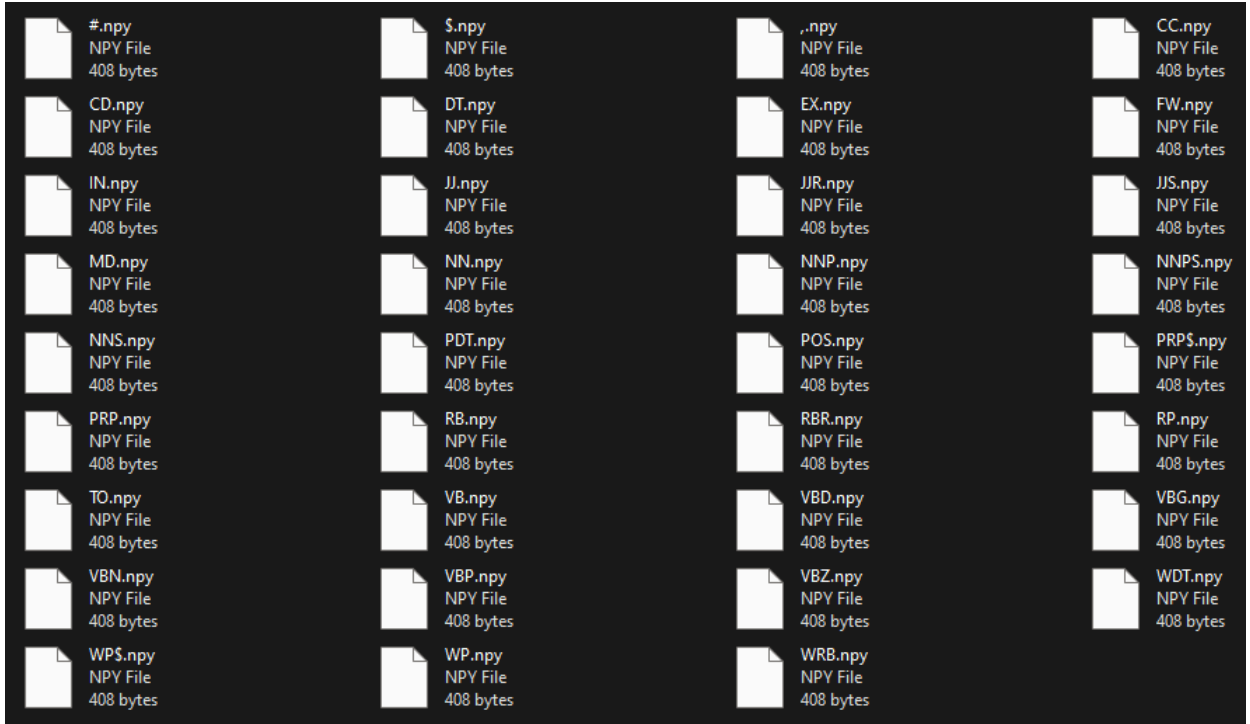 #.npy
NPY File
408 bytes
$.npy
NPY File
408 bytes
,.npy
NPY File
408 bytes
CC.npy
NPY File
408 bytes
CD.npy
NPY File
408 bytes
DT.npy
NPY File
408 bytes
EX.npy
NPY File
408 bytes
FW.npy
NPY File
408 bytes
IN.npy
NPY File
408 bytes
JJ.npy
NPY File
408 bytes
JJR.npy
NPY File
408 bytes
JJS.npy
NPY File
408 bytes
MD.npy
NPY File
408 bytes
NN.npy
NPY File
408 bytes
NNP.npy
NPY File
408 bytes
NNPS.npy
NPY File
408 bytes
NNS.npy
NPY File
408 bytes
PDT.npy
NPY File
408 bytes
POS.npy
NPY File
408 bytes
PRP$.npy
NPY File
408 bytes
PRP.npy
NPY File
408 bytes
RB.npy
NPY File
408 bytes
RBR.npy
NPY File
408 bytes
RP.npy
NPY File
408 bytes
TO.npy
NPY File
408 bytes
VB.npy
NPY File
408 bytes
VBD.npy
NPY File
408 bytes
VBG.npy
NPY File
408 bytes
VBN.npy
NPY File
408 bytes
VBP.npy
NPY File
408 bytes
VBZ.npy
NPY File
408 bytes
WDT.npy
NPY File
408 bytes
WP$.npy
NPY File
408 bytes
WP.npy
NPY File
408 bytes
WRB.npy
NPY File
408 bytes